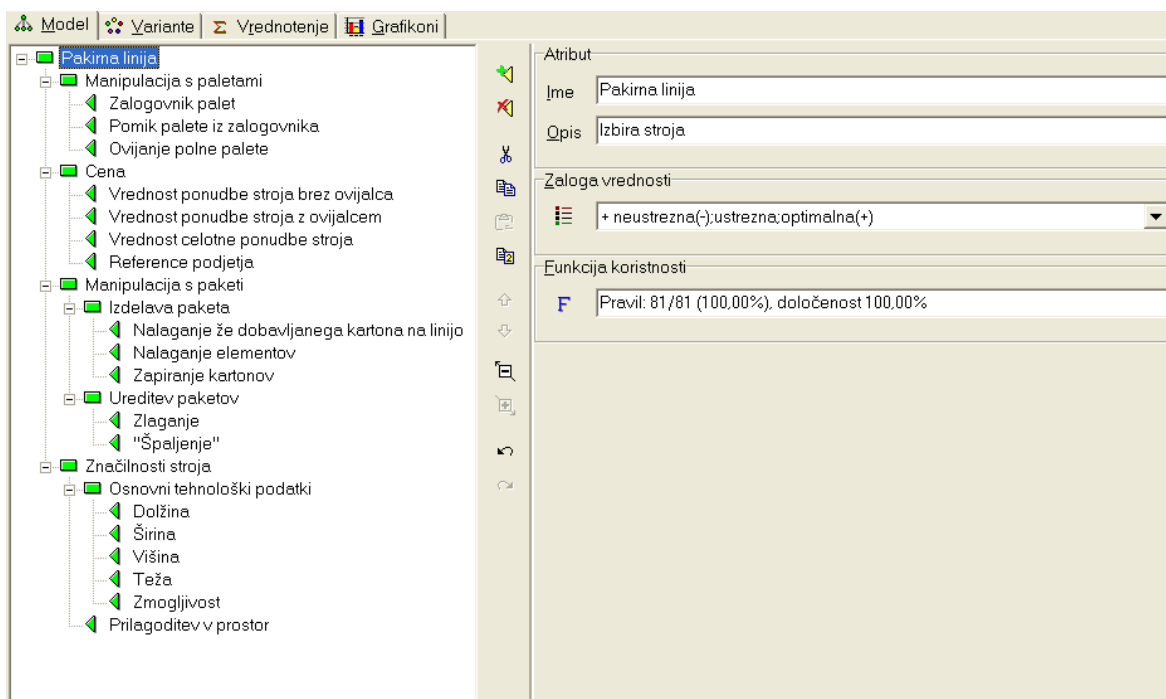 Model Variante Σ Vrednotenje Grafikoni
Pakirna linija
Manipulacija s paletami
Zalogovnik palet
Pomik palete iz zalogovnika
Ovijanje polne palete
Cena
Vrednost ponudbe stroja brez ovijalca
Vrednost ponudbe stroja z ovijalcem
Vrednost celotne ponudbe stroja
Reference podjetja
Manipulacija s paketi
Izdelava paketa
Nalaganje že dobavljanega kartona na linijo
Nalaganje elementov
Zapiranje kartonov
Ureditev paketov
Zlaganje
"Špaljenje"
Značilnosti stroja
Osnovni tehnološki podatki
Dolžina
Širina
Višina
Teža
Zmogljivost
Prilagoditev v prostor
Atribut
Ime Pakirna linija
Opis Izbira stroja
Zaloga vrednosti
+ neustrezna(-);ustrezna;optimalna(+)
Funkcija koristnosti
F Pravil: 81/81 (100,00%), določenost 100,00%